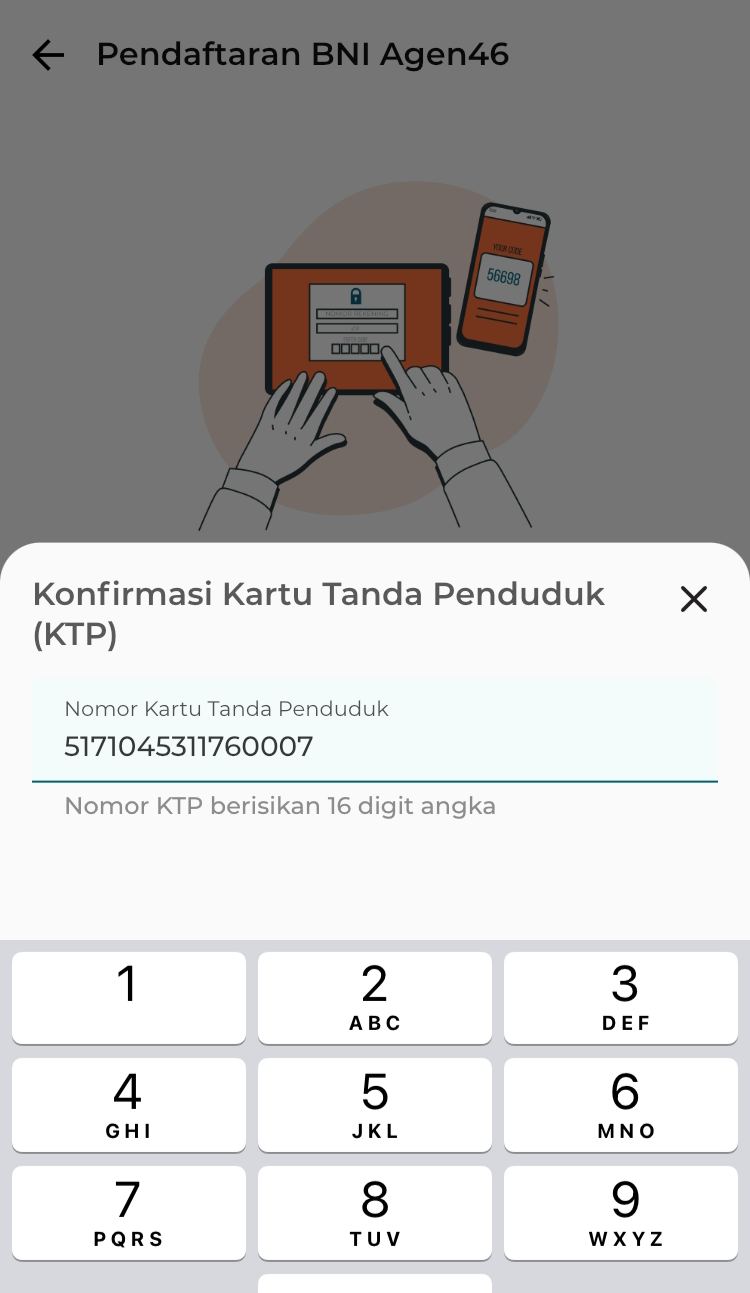 Pendaftaran BNI Agen46
YOUR CODE
56698
NOMOR REKENING
Konfirmasi Kartu Tanda Penduduk
(KTP)
Nomor Kartu Tanda Penduduk
5171045311760007
Nomor KTP berisikan 16 digit angka
1
2
ABC
3
DEF
4
GHI
5
JKL
6
MNO
7
PQRS
8
TUV
9
WXYZ